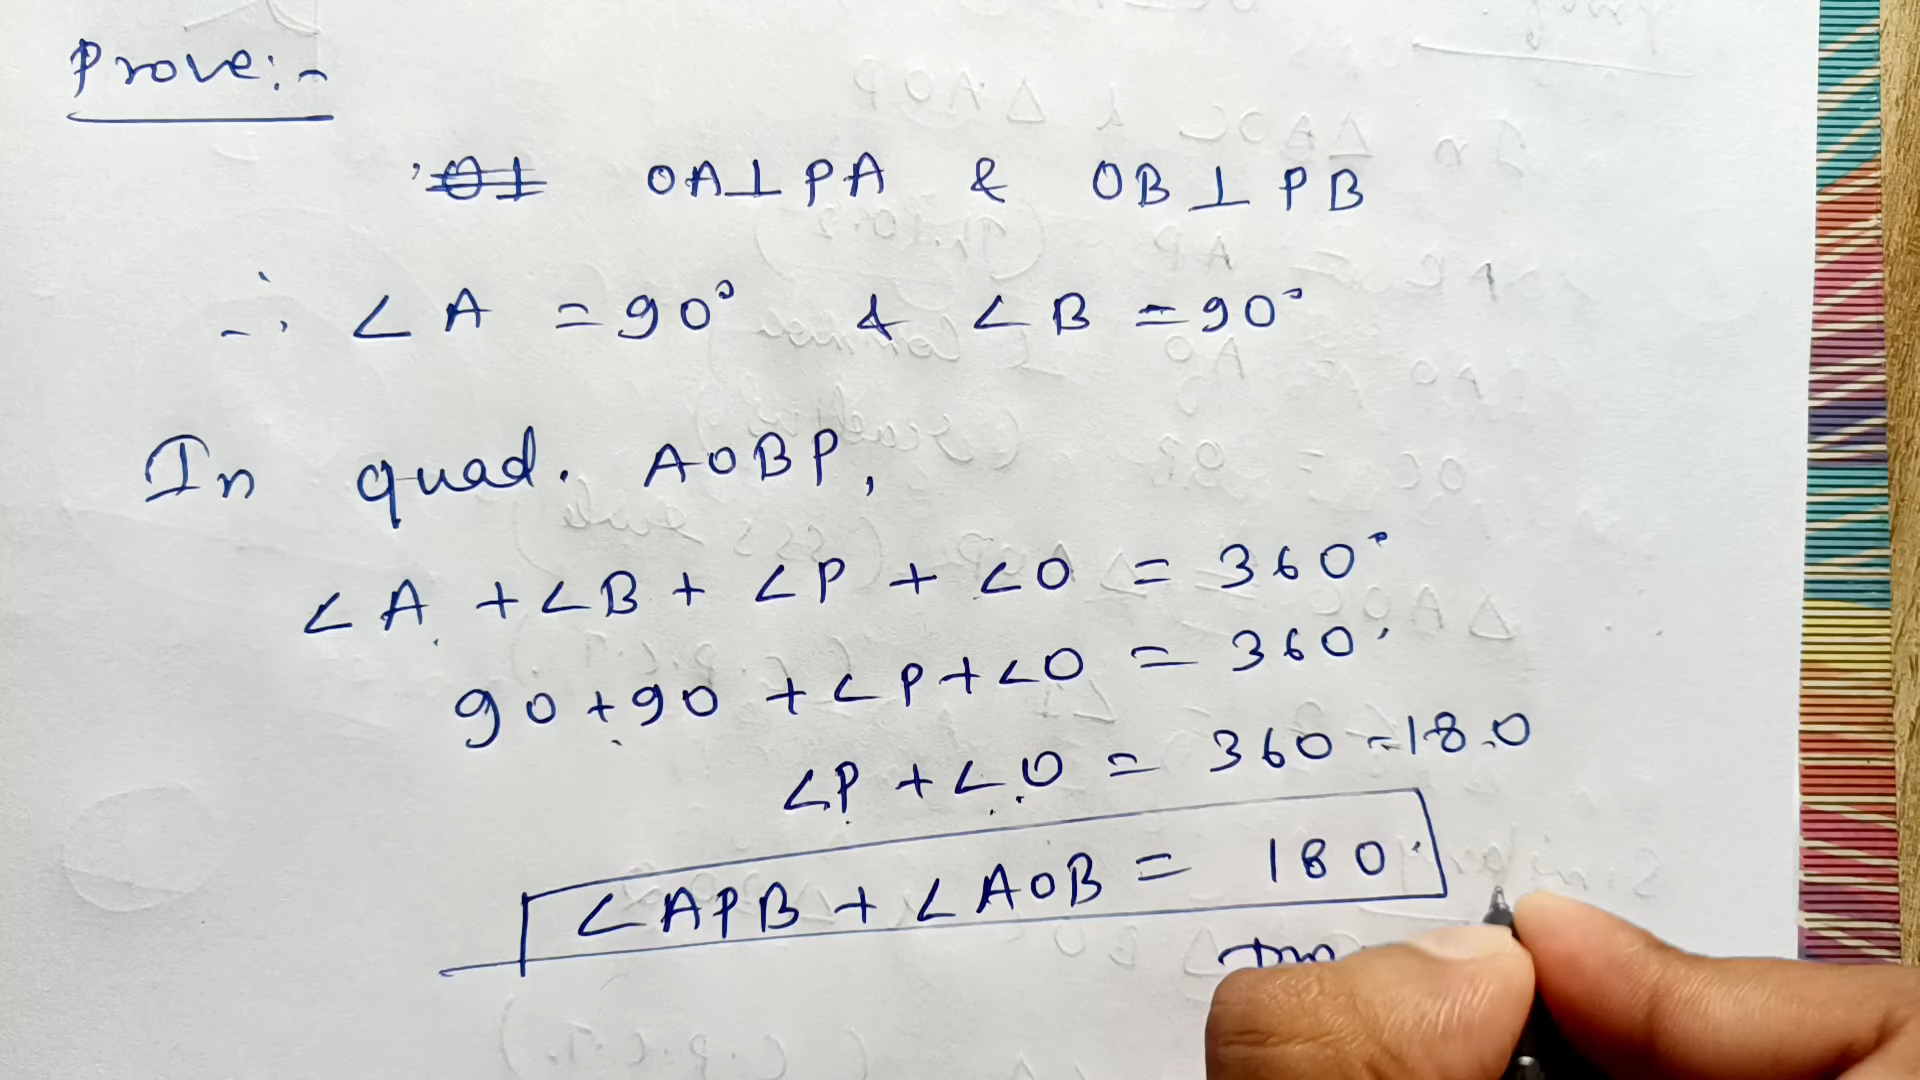 Prove:-
OA⊥PA & OB⊥PB
∴ ∠A = 90° & ∠B = 90°
In quad. AOBP,
∠A + ∠B + ∠P + ∠O = 360°
90 + 90 + ∠P + ∠O = 360°
∠P + ∠O = 360 - 180
∠APB + ∠AOB = 180°